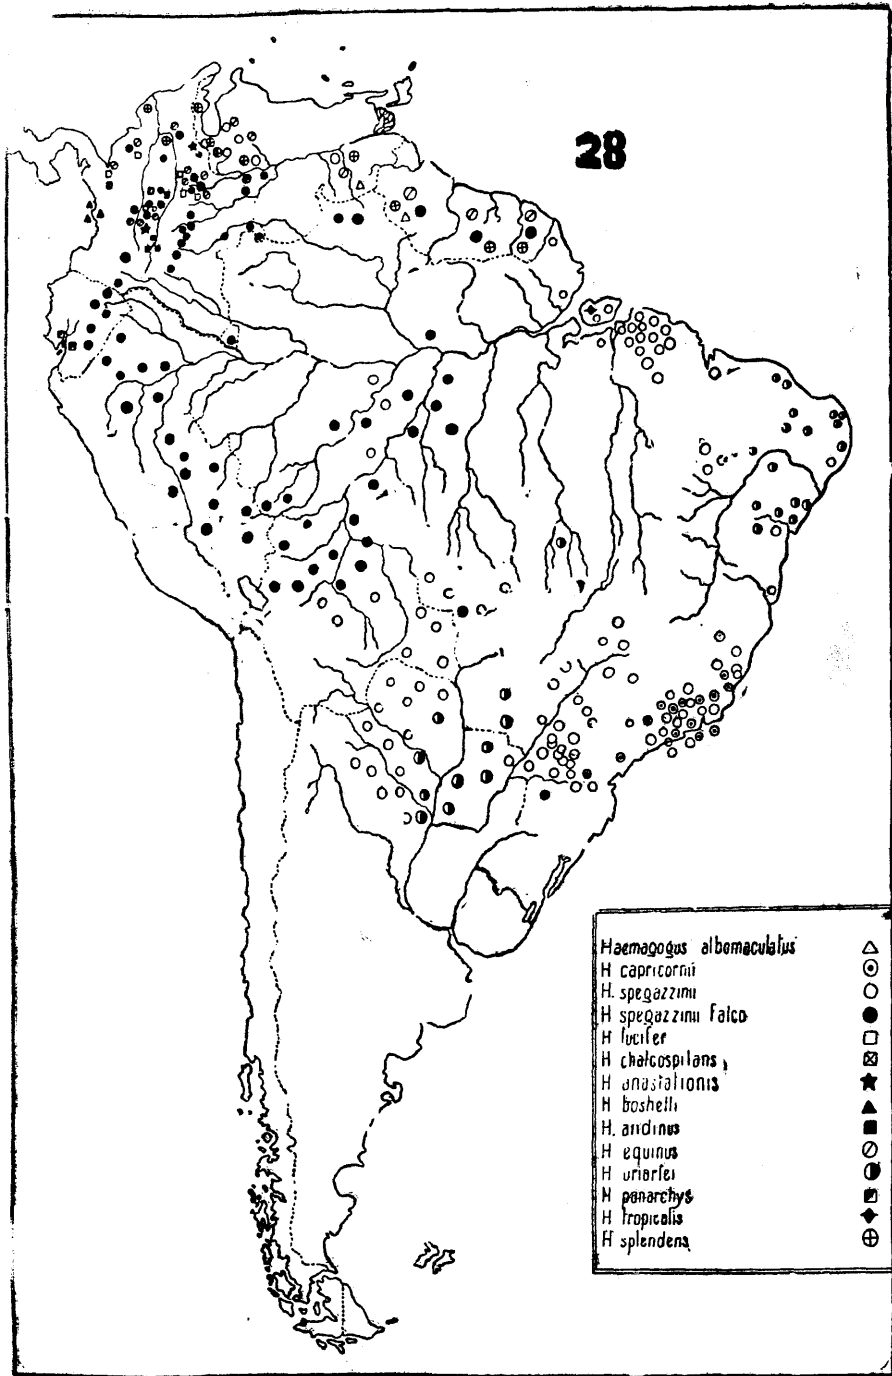 28
Haemagogus albomaculatus
H capricornii
H. spegazzinii
H spegazzinii Falco
H lucifer
H chalcospilans
H anastationis
H boshelli
H. andinus
H equinus
H uriartei
H panarchys
H tropicalis
H splendens